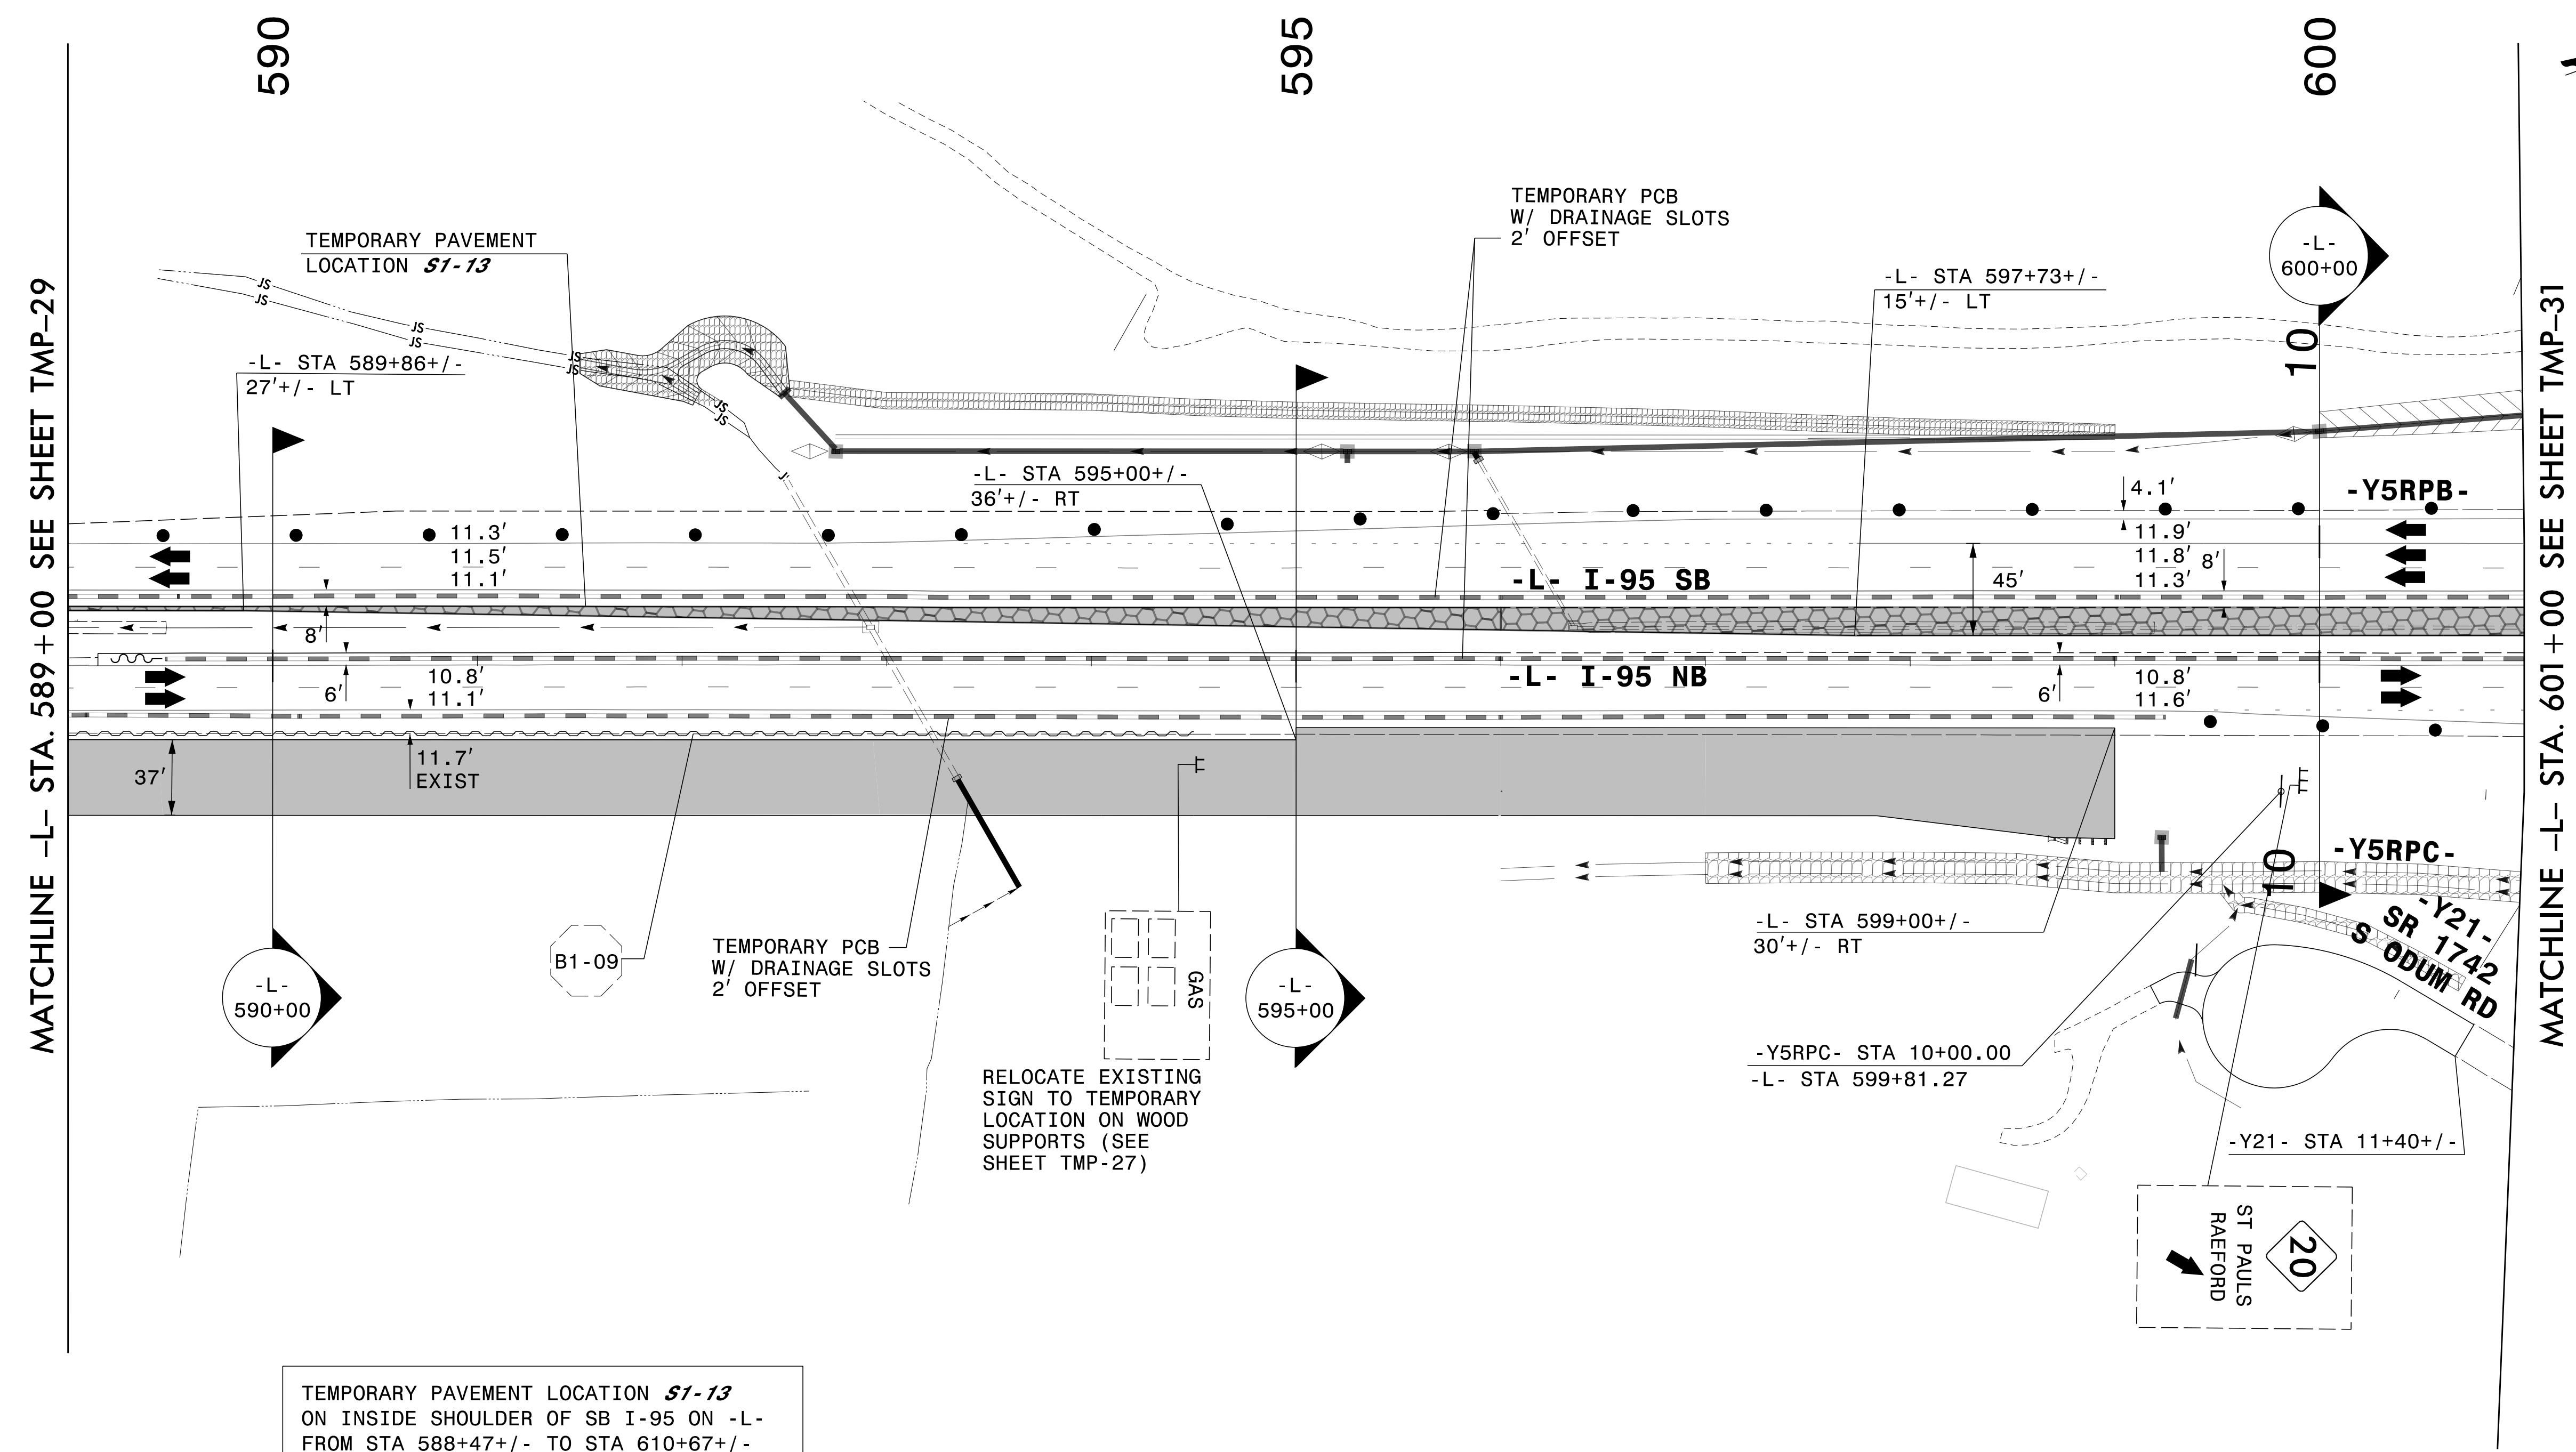 590
595
600
MATCHLINE -L- STA. 589+00 SEE SHEET TMP-29
MATCHLINE -L- STA. 601+00 SEE SHEET TMP-31
TEMPORARY PAVEMENT
LOCATION S1-13
-L- STA 589+86+/-
27'+/- LT
JS
JS
JS
JS
JS
JS
JS
JS
TEMPORARY PCB
W/ DRAINAGE SLOTS
2' OFFSET
-L- STA 597+73+/-
15'+/- LT
-L-
600+00
10
-L- STA 595+00+/-
36'+/- RT
4.1'
-Y5RPB-
11.3'
11.5'
11.1'
11.9'
11.8'
11.3'
8'
-L- I-95 SB
45'
8'
-L- I-95 NB
6'
10.8'
11.1'
6'
10.8'
11.6'
37'
11.7'
EXIST
-Y5RPC-
10
-L- STA 599+00+/-
30'+/- RT
-Y21-
SR 1742
S ODUM RD
B1-09
TEMPORARY PCB
W/ DRAINAGE SLOTS
2' OFFSET
GAS
-L-
590+00
-L-
595+00
RELOCATE EXISTING
SIGN TO TEMPORARY
LOCATION ON WOOD
SUPPORTS (SEE
SHEET TMP-27)
-Y5RPC- STA 10+00.00
-L- STA 599+81.27
-Y21- STA 11+40+/-
20
ST PAULS
RAEFORD
TEMPORARY PAVEMENT LOCATION S1-13
ON INSIDE SHOULDER OF SB I-95 ON -L-
FROM STA 588+47+/- TO STA 610+67+/-